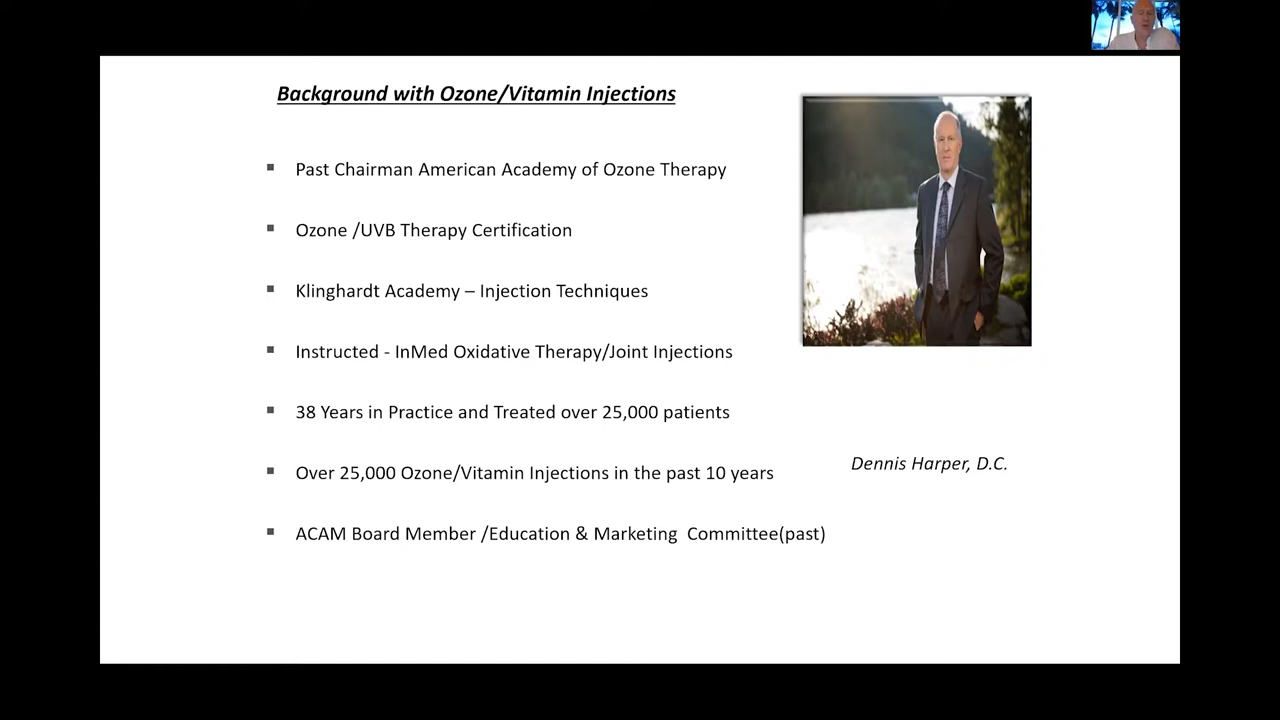 Background with Ozone/Vitamin Injections
Past Chairman American Academy of Ozone Therapy
Ozone /UVB Therapy Certification
Klinghardt Academy – Injection Techniques
Instructed - InMed Oxidative Therapy/Joint Injections
38 Years in Practice and Treated over 25,000 patients
Over 25,000 Ozone/Vitamin Injections in the past 10 years
Dennis Harper, D.C.
ACAM Board Member /Education & Marketing  Committee(past)